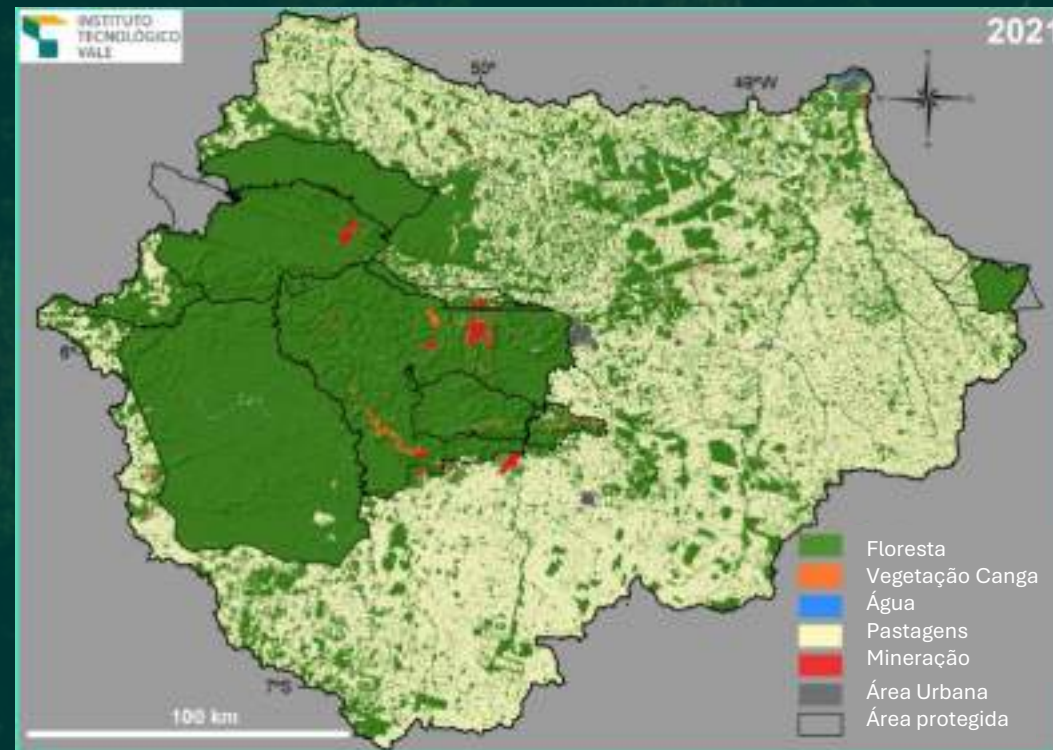 INSTITUTO
TECNOLÓGICO
VALE
2021
50°
49°W
6°
7°S
100 km
Floresta
Vegetação Canga
Água
Pastagens
Mineração
Área Urbana
Área protegida